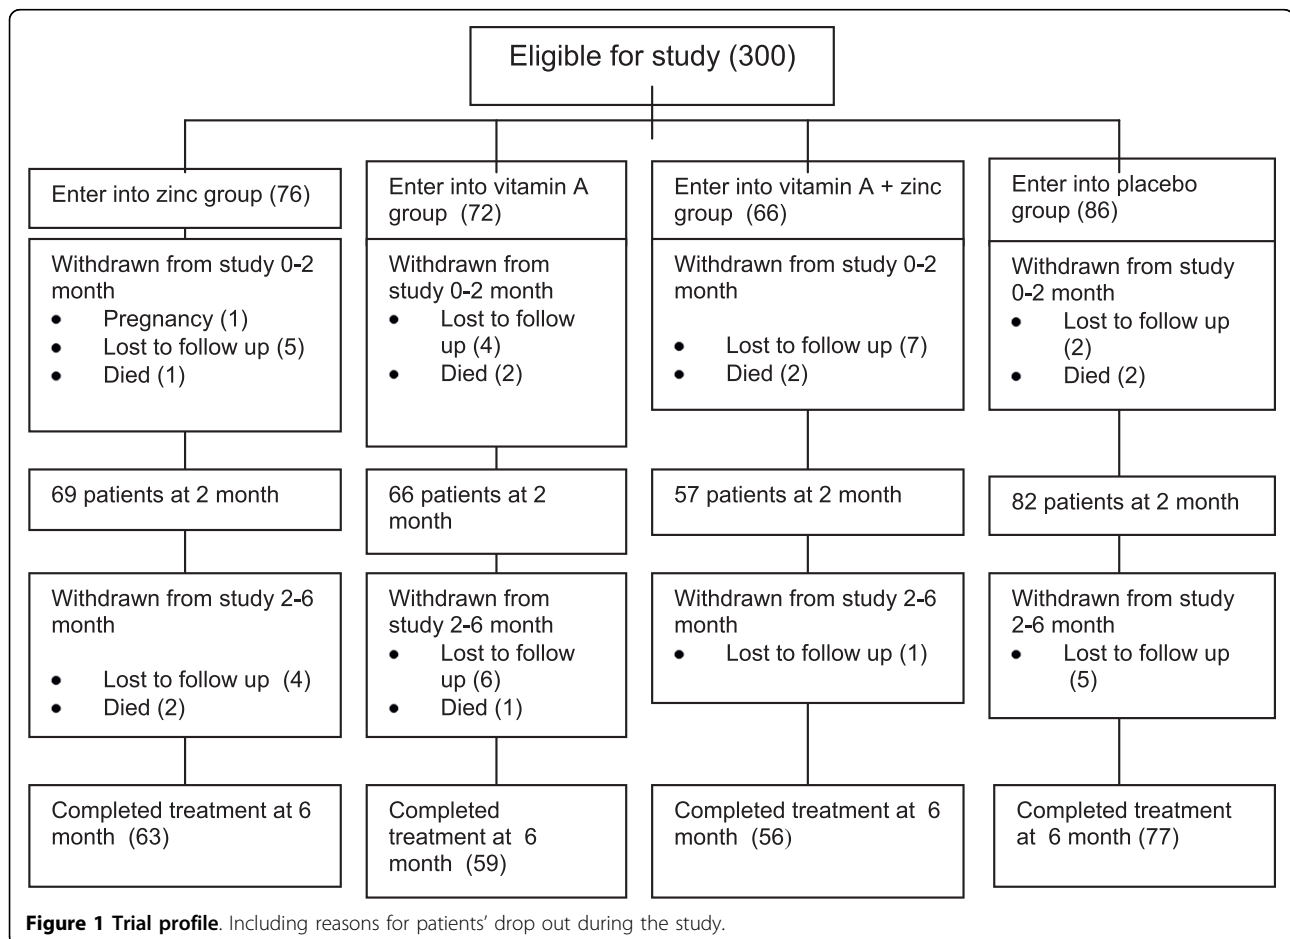 Eligible for study (300)
Enter into zinc group (76)
Withdrawn from study 0-2
month
• Pregnancy (1)
• Lost to follow up (5)
• Died (1)
69 patients at 2 month
Withdrawn from study 2-6
month
• Lost to follow up (4)
• Died (2)
Completed treatment at 6
month (63)
Enter into vitamin A
group (72)
Withdrawn from
study 0-2 month
• Lost to follow
up (4)
• Died (2)
66 patients at 2
month
Withdrawn from
study 2-6 month
• Lost to follow
up (6)
• Died (1)
Completed
treatment at 6
month (59)
Enter into vitamin A + zinc
group (66)
Withdrawn from study 0-2
month
• Lost to follow up (7)
• Died (2)
57 patients at 2 month
Withdrawn from study 2-6
month
• Lost to follow up (1)
Completed treatment at 6
month (56)
Enter into placebo
group (86)
Withdrawn from study
0-2 month
• Lost to follow up
(2)
• Died (2)
82 patients at 2 month
Withdrawn from study
2-6 month
• Lost to follow up
(5)
Completed treatment
at 6 month (77)
Figure 1 Trial profile. Including reasons for patients' drop out during the study.